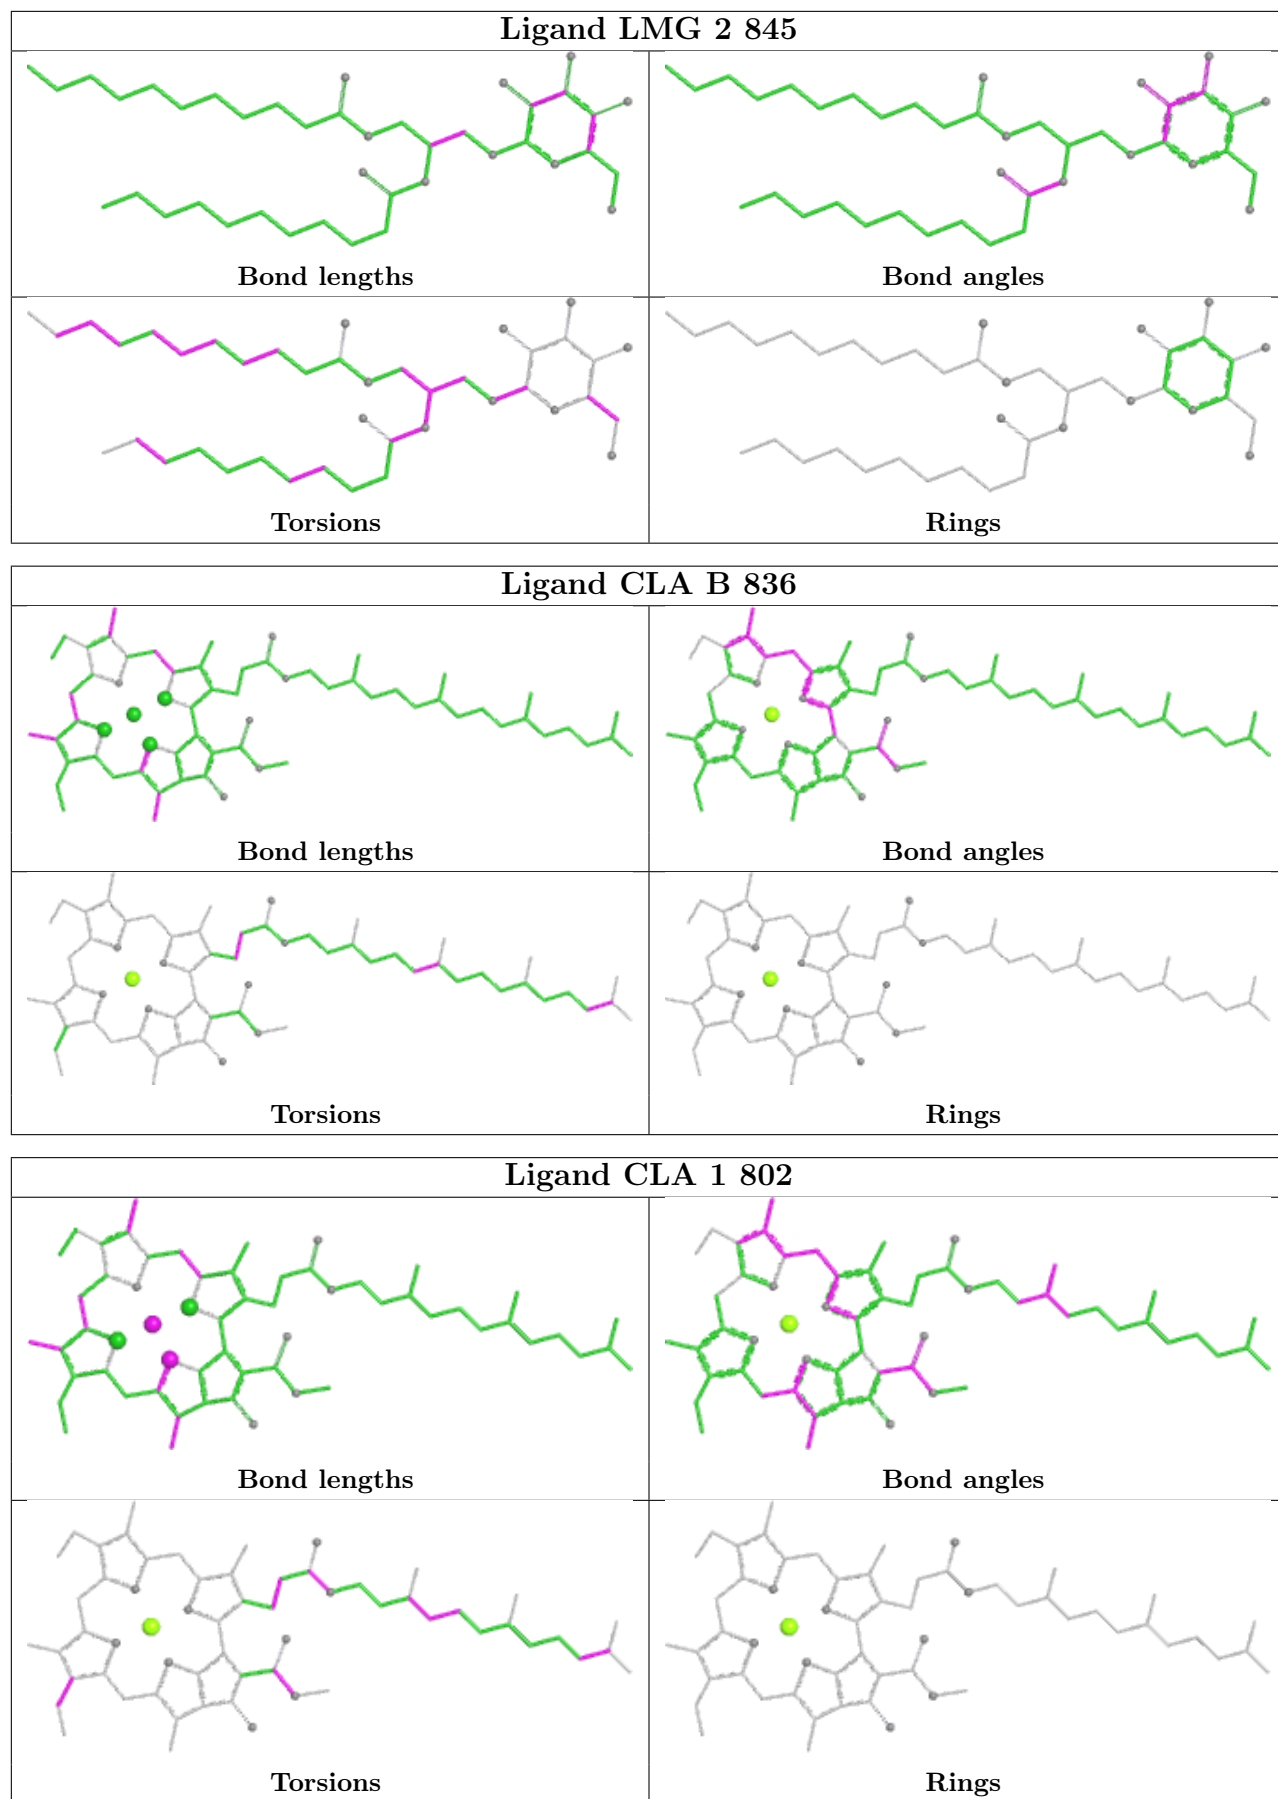 Ligand LMG 2 845
Bond lengths
Bond angles
Torsions
Rings
Ligand CLA B 836
Bond lengths
Bond angles
Torsions
Rings
Ligand CLA 1 802
Bond lengths
Bond angles
Torsions
Rings